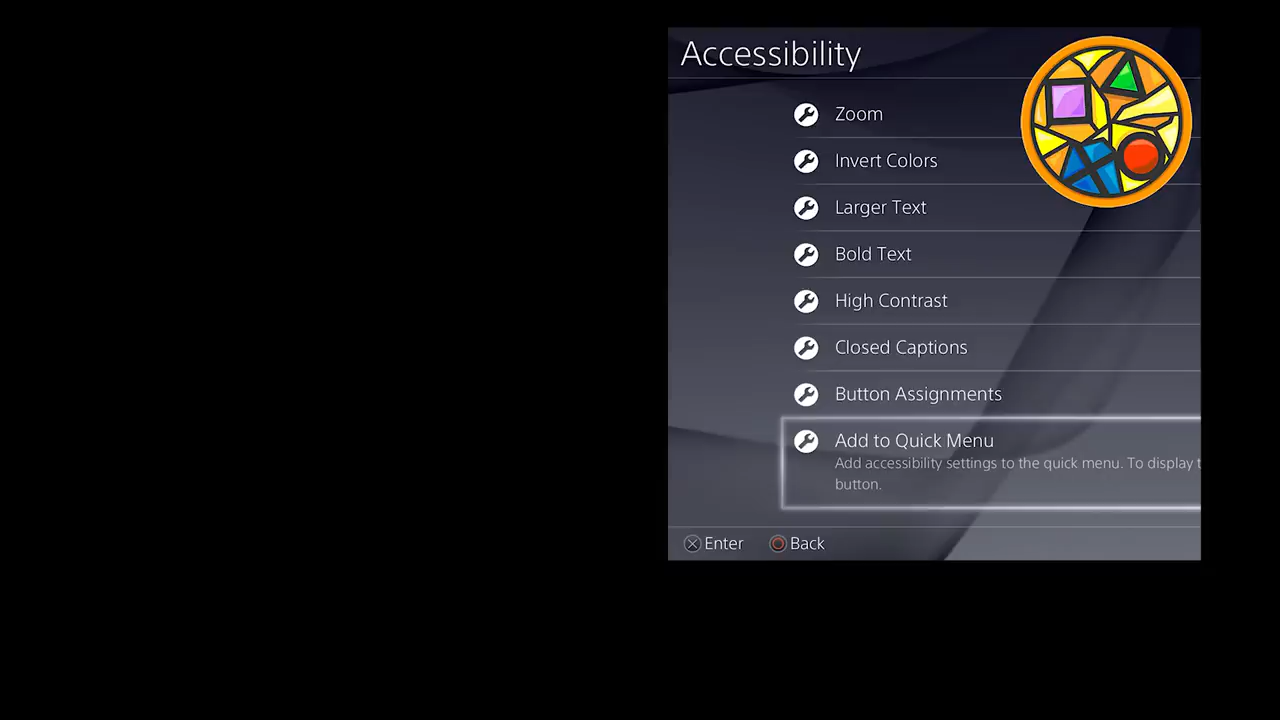 Accessibility
Zoom
Invert Colors
Larger Text
Bold Text
High Contrast
Closed Captions
Button Assignments
Add to Quick Menu
Add accessibility settings to the quick menu. To display t
button.
Enter Back